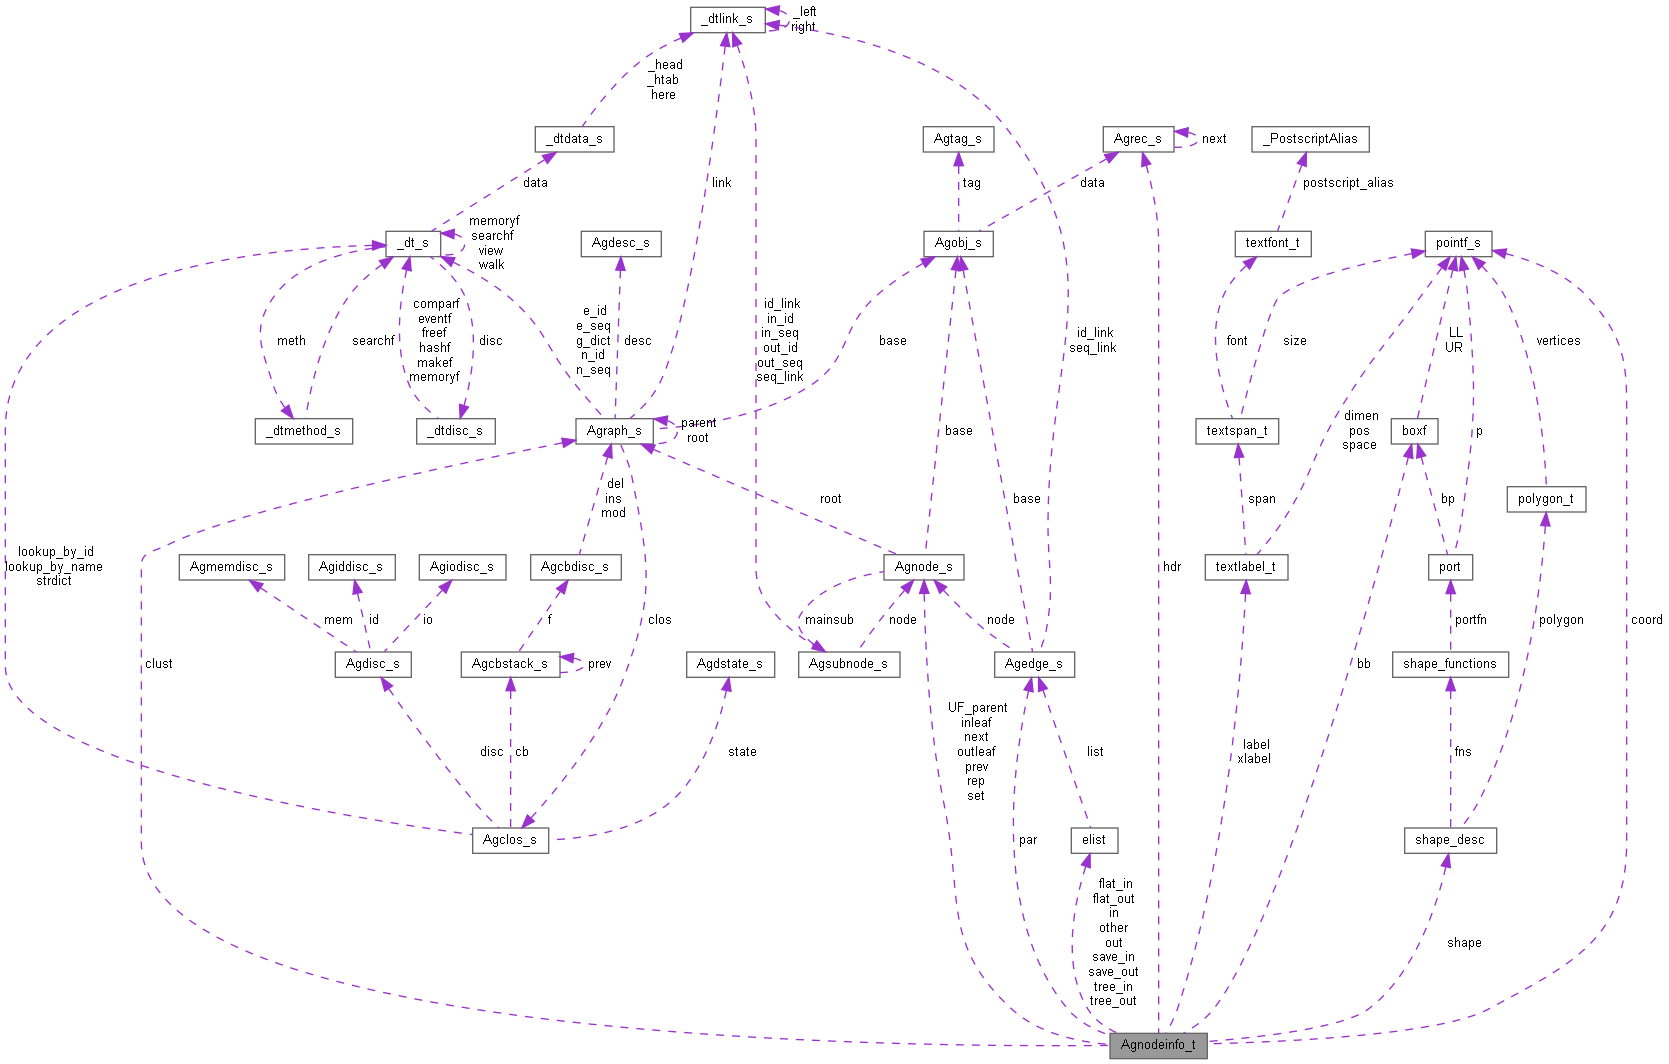 _dtlink_s
_left
right
_head
_htab
here
_dtdata_s
Agtag_s
Agrec_s
next
_PostscriptAlias
data
link
tag
data
postscript_alias
memoryf
searchf
view
walk
_dt_s
Agdesc_s
Agobj_s
textfont_t
pointf_s
meth
searchf
comparf
eventf
freef
hashf
makef
memoryf
disc
e_id
e_seq
g_dict
n_id
n_seq
desc
id_link
in_id
in_seq
out_id
out_seq
seq_link
base
id_link
seq_link
font
size
LL
UR
vertices
_dtmethod_s
_dtdisc_s
Agraph_s
parent
root
base
textspan_t
dimen
pos
space
boxf
p
del
ins
mod
root
base
span
bp
polygon_t
lookup_by_id
lookup_by_name
strdict
Agmemdisc_s
Agiddisc_s
Agiodisc_s
Agcbdisc_s
Agnode_s
hdr
textlabel_t
port
mem
id
io
f
clos
mainsub
node
node
portfn
polygon
coord
clust
Agdisc_s
Agcbstack_s
prev
Agdstate_s
Agsubnode_s
Agedge_s
bb
shape_functions
UF_parent
inleaf
next
outleaf
prev
rep
set
disc
cb
state
list
label
xlabel
fns
Agclos_s
par
elist
shape_desc
flat_in
flat_out
in
other
out
save_in
save_out
tree_in
tree_out
shape
Agnodeinfo_t